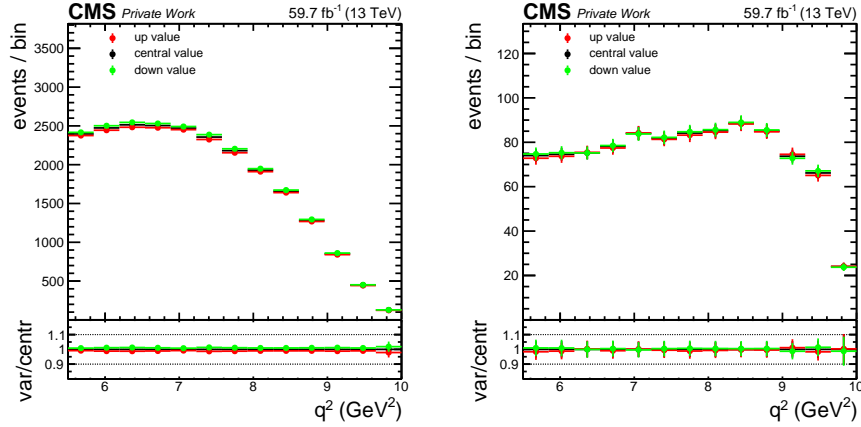 CMS Private Work 59.7 fb⁻¹ (13 TeV)
events / bin
3500
3000
2500
2000
1500
1000
500
up value
central value
down value
var/centr
1.1
1
0.9
6 7 8 9 10
q² (GeV²)
CMS Private Work 59.7 fb⁻¹ (13 TeV)
events / bin
120
100
80
60
40
20
up value
central value
down value
var/centr
1.1
1
0.9
6 7 8 9 10
q² (GeV²)